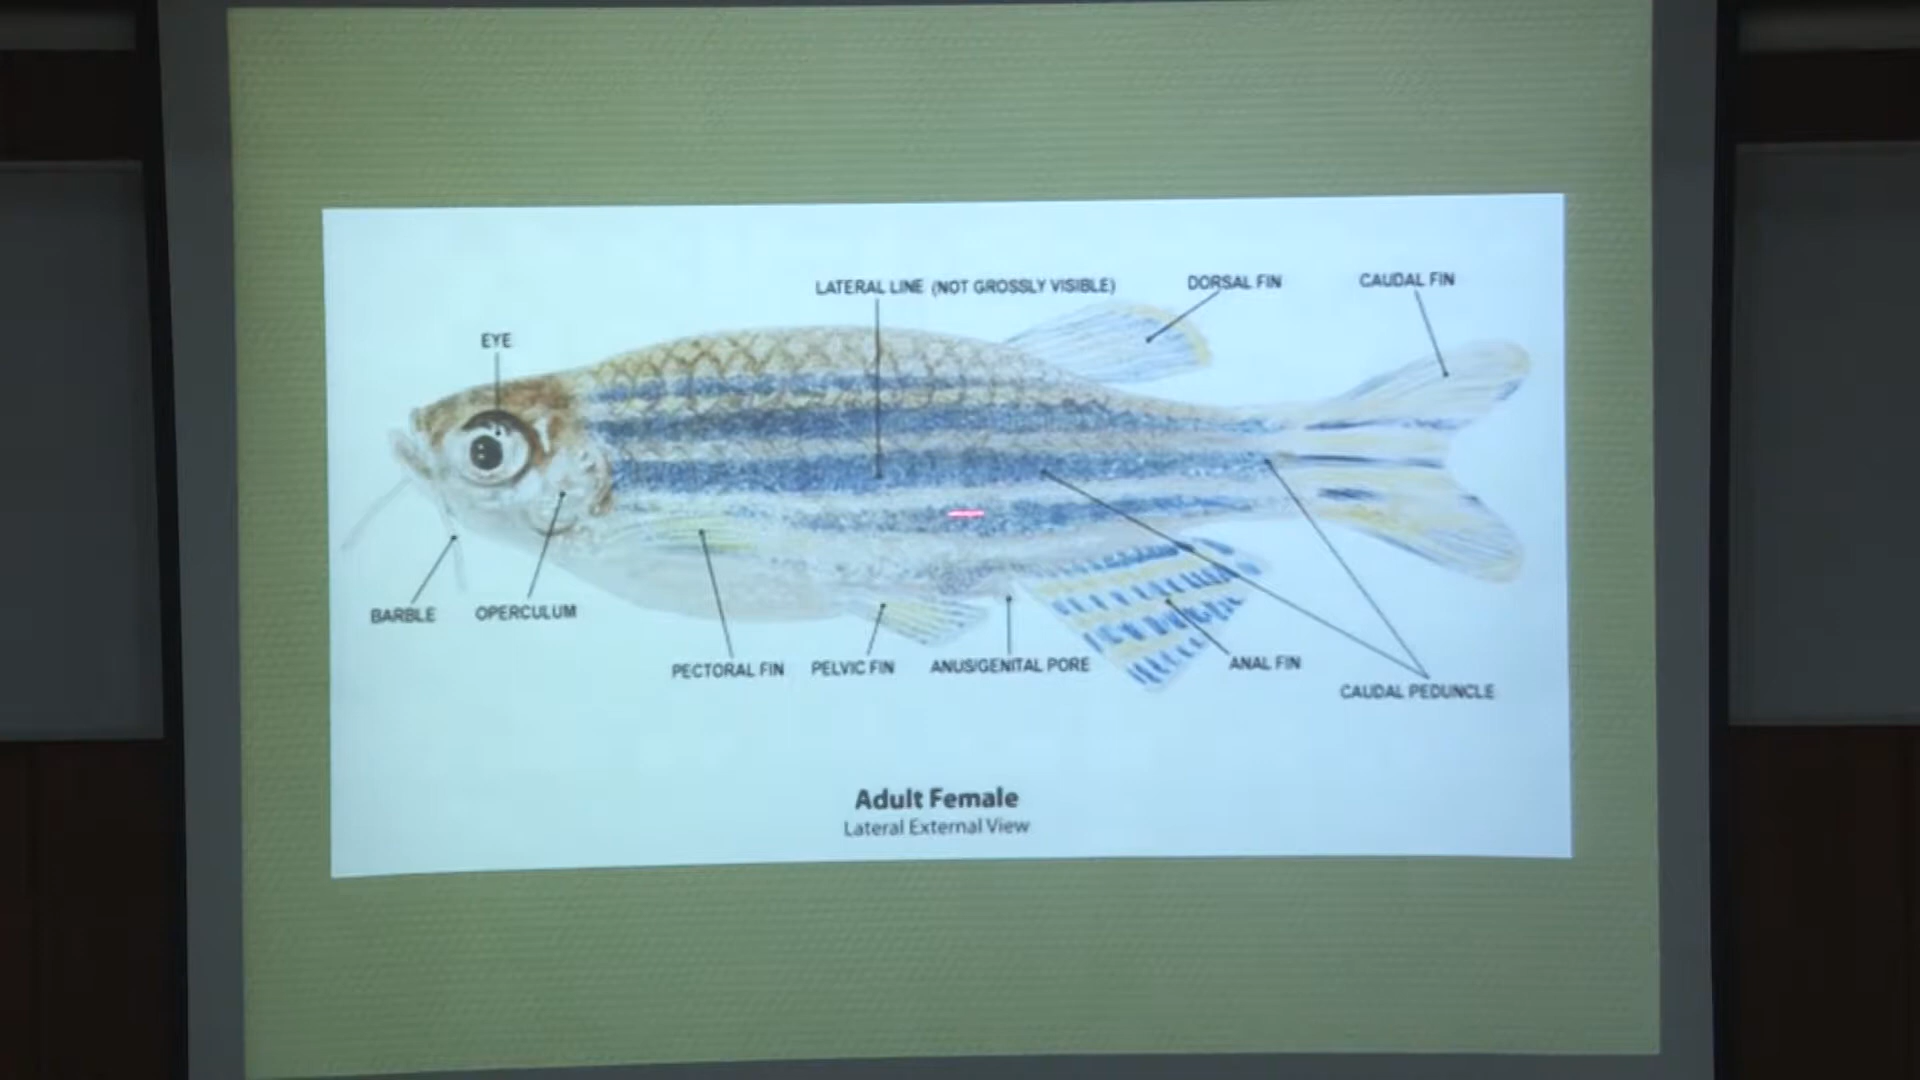 LATERAL LINE (NOT GROSSLY VISIBLE)
DORSAL FIN
CAUDAL FIN
EYE
BARBLE
OPERCULUM
PECTORAL FIN
PELVIC FIN
ANUS/GENITAL PORE
ANAL FIN
CAUDAL PEDUNCLE
Adult Female
Lateral External View